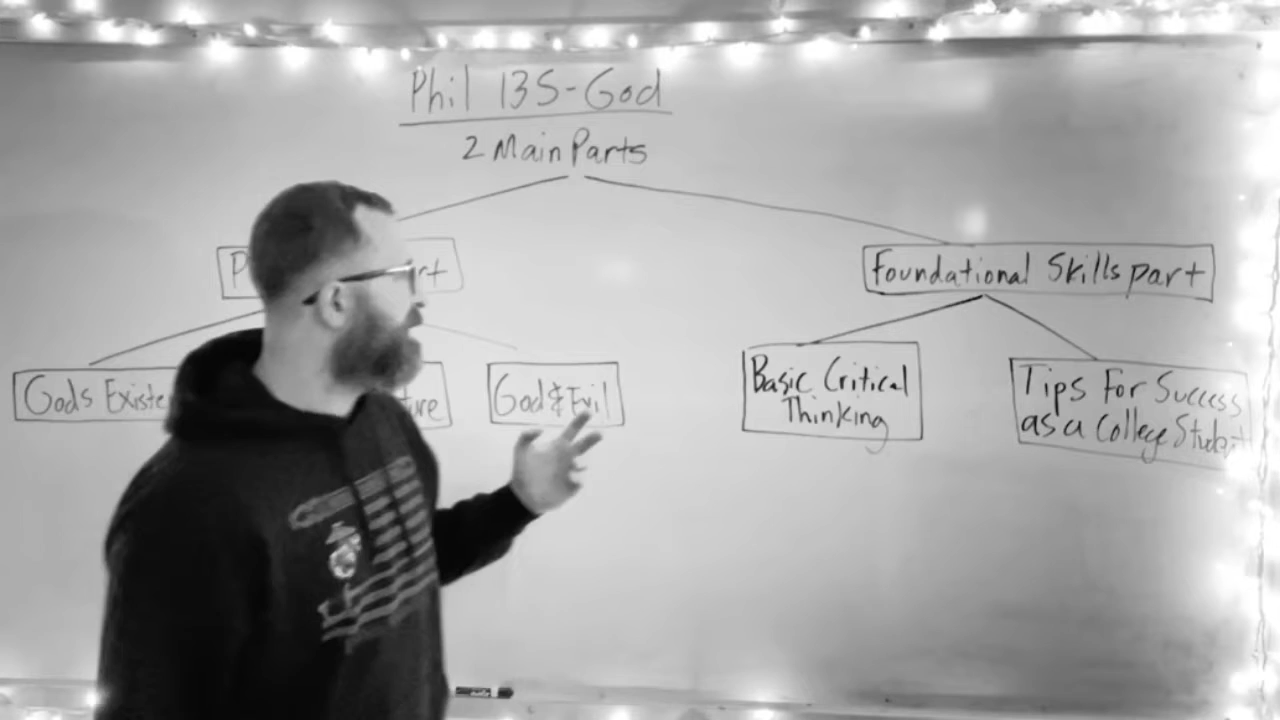 Phil 135-God
2 Main Parts
Foundational Skills part
Gods
God & Evil
Basic Critical
Thinking
Tips For Success
as a College Student